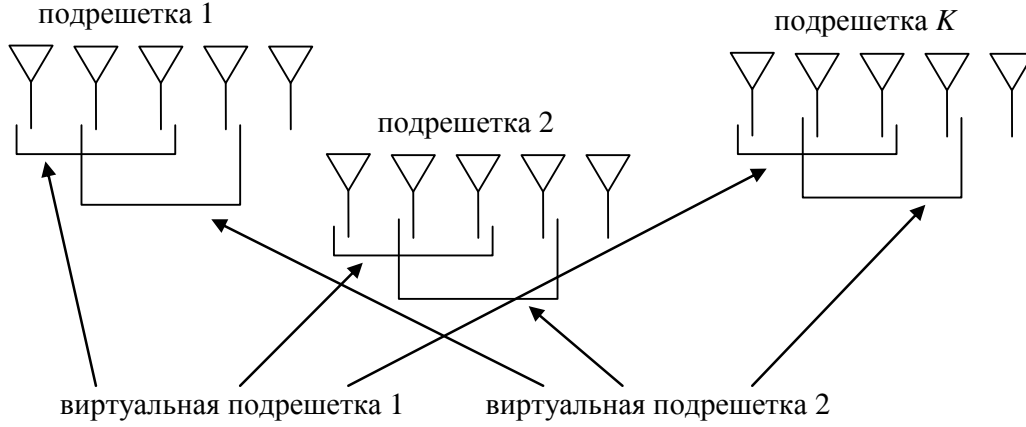 подрешетка 1
подрешетка K
подрешетка 2
виртуальная подрешетка 1
виртуальная подрешетка 2